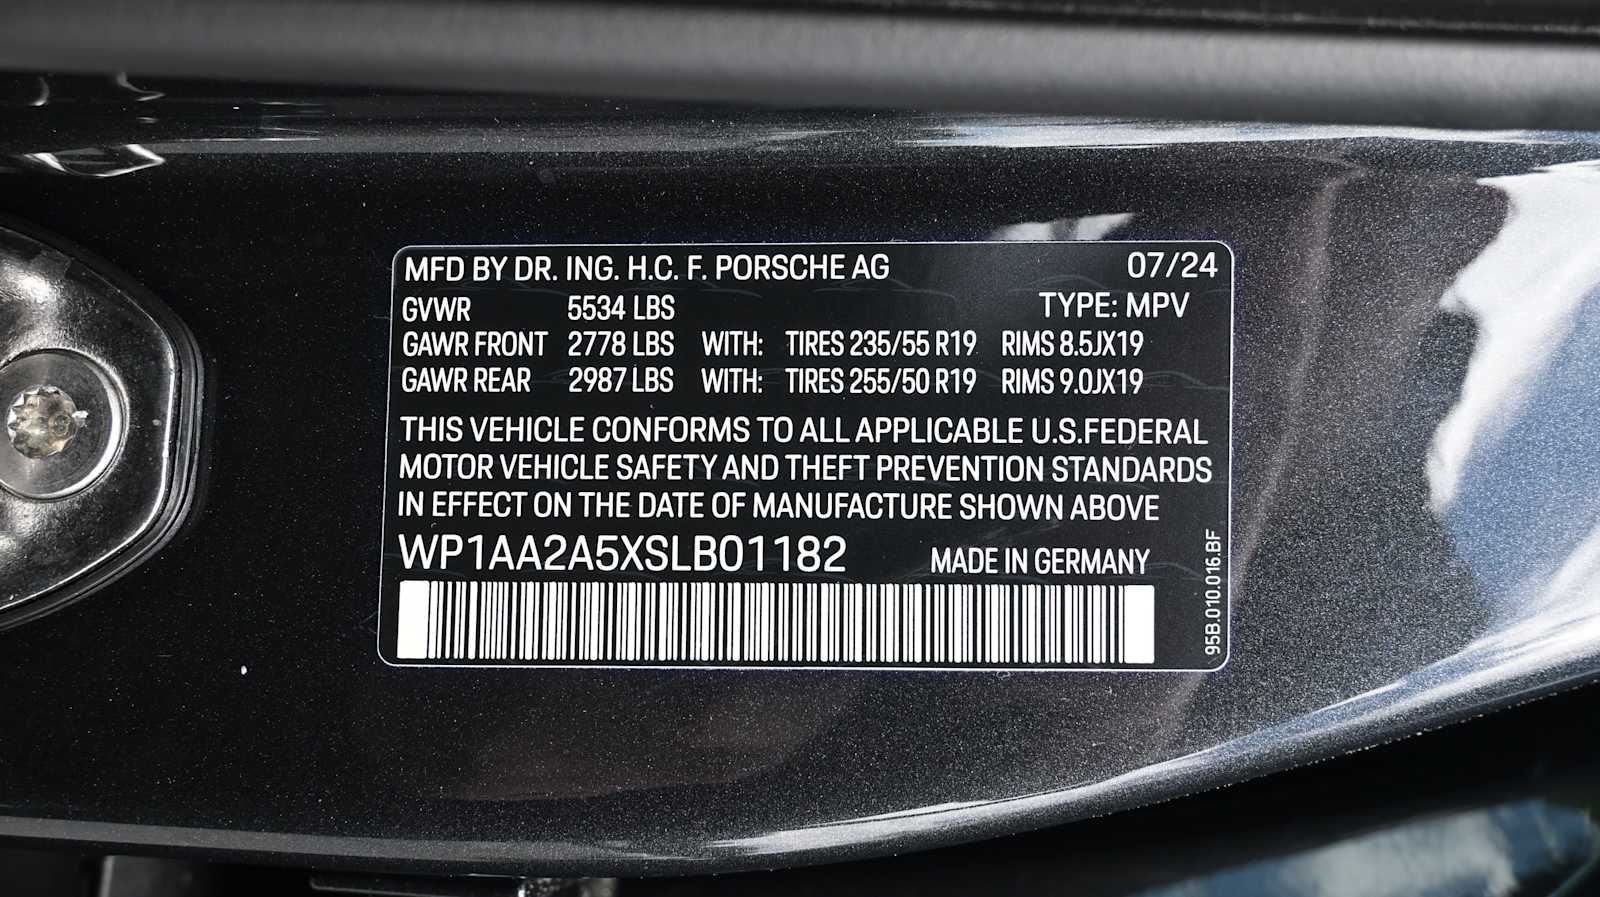 MFD BY DR. ING. H.C. F. PORSCHE AG 07/24
GVWR 5534 LBS TYPE: MPV
GAWR FRONT 2778 LBS WITH: TIRES 235/55 R19 RIMS 8.5JX19
GAWR REAR 2987 LBS WITH: TIRES 255/50 R19 RIMS 9.0JX19
THIS VEHICLE CONFORMS TO ALL APPLICABLE U.S.FEDERAL
MOTOR VEHICLE SAFETY AND THEFT PREVENTION STANDARDS
IN EFFECT ON THE DATE OF MANUFACTURE SHOWN ABOVE
WP1AA2A5XSLB01182 MADE IN GERMANY
95B.010.016.BF